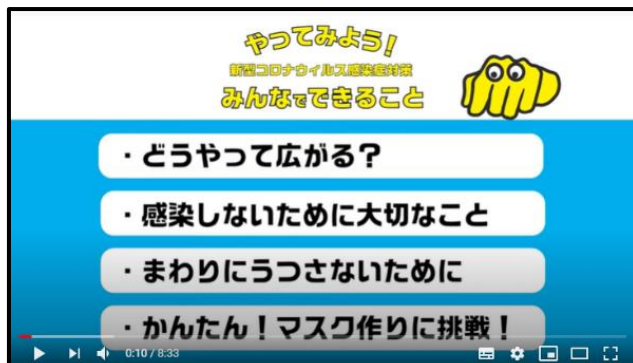 やってみよう！
新型コロナウイルス感染症対策
みんなでできること
・どうやって広がる？
・感染しないために大切なこと
・まわりにうつさないために
・かんたん！マスク作りに挑戦！
0:10 / 8:33